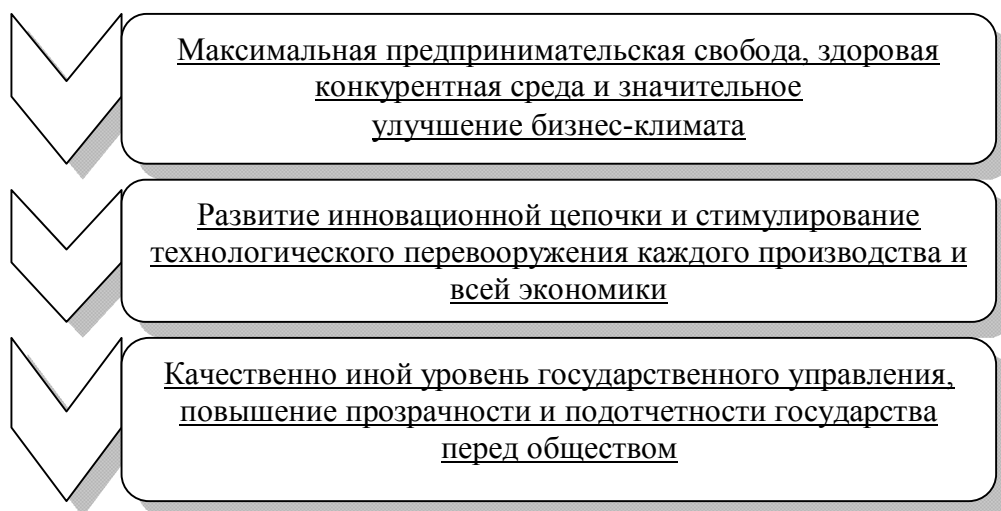 Максимальная предпринимательская свобода, здоровая
конкурентная среда и значительное
улучшение бизнес-климата
Развитие инновационной цепочки и стимулирование
технологического перевооружения каждого производства и
всей экономики
Качественно иной уровень государственного управления,
повышение прозрачности и подотчетности государства
перед обществом